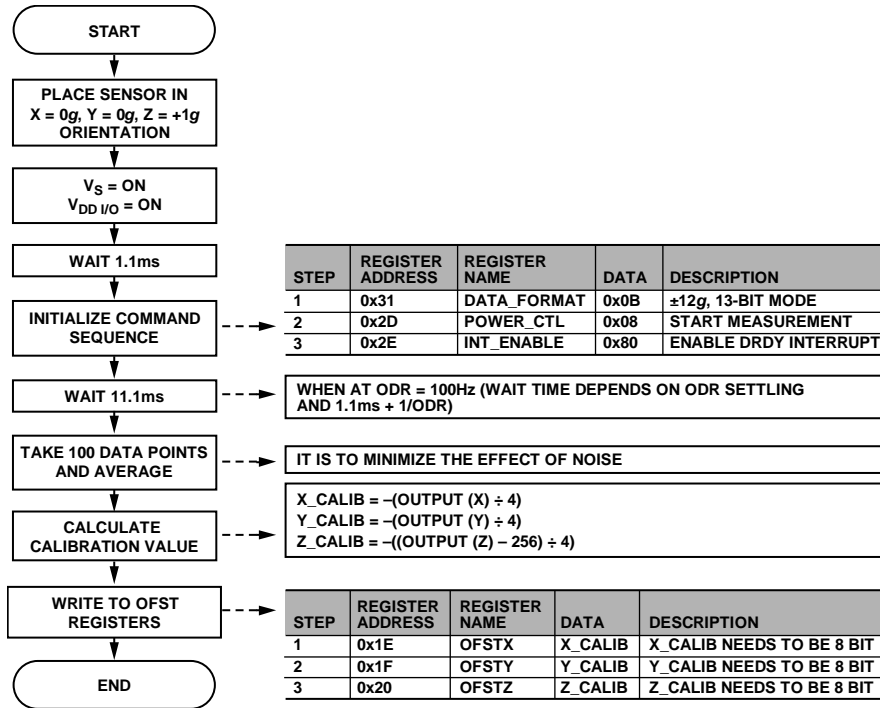 START
PLACE SENSOR IN
X = 0g, Y = 0g, Z = +1g
ORIENTATION
VS = ON
VDD I/O = ON
WAIT 1.1ms
INITIALIZE COMMAND
SEQUENCE
STEP REGISTER ADDRESS REGISTER NAME DATA DESCRIPTION
1 0x31 DATA_FORMAT 0x0B ±12g, 13-BIT MODE
2 0x2D POWER_CTL 0x08 START MEASUREMENT
3 0x2E INT_ENABLE 0x80 ENABLE DRDY INTERRUPT
WAIT 11.1ms
WHEN AT ODR = 100Hz (WAIT TIME DEPENDS ON ODR SETTLING
AND 1.1ms + 1/ODR)
TAKE 100 DATA POINTS
AND AVERAGE
IT IS TO MINIMIZE THE EFFECT OF NOISE
CALCULATE
CALIBRATION VALUE
X_CALIB = –(OUTPUT (X) ÷ 4)
Y_CALIB = –(OUTPUT (Y) ÷ 4)
Z_CALIB = –((OUTPUT (Z) – 256) ÷ 4)
WRITE TO OFST
REGISTERS
STEP REGISTER ADDRESS REGISTER NAME DATA DESCRIPTION
1 0x1E OFSTX X_CALIB X_CALIB NEEDS TO BE 8 BIT
2 0x1F OFSTY Y_CALIB Y_CALIB NEEDS TO BE 8 BIT
3 0x20 OFSTZ Z_CALIB Z_CALIB NEEDS TO BE 8 BIT
END